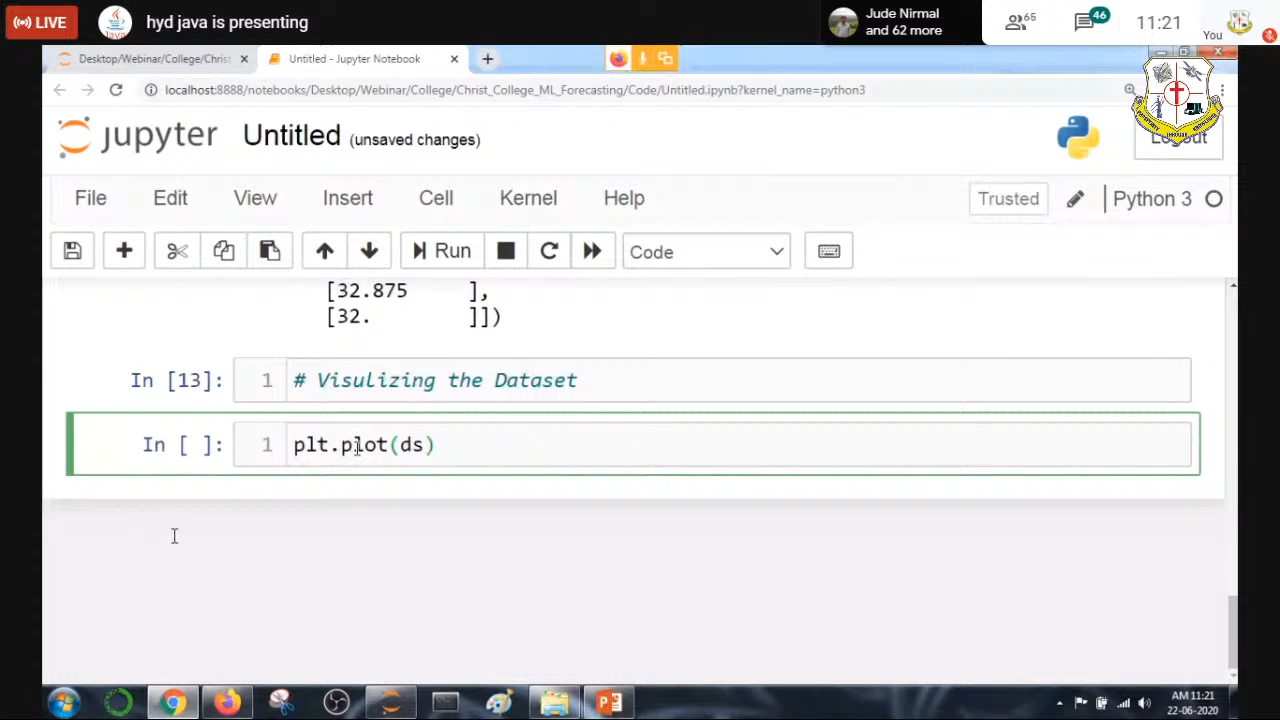 LIVE
hyd java is presenting
Jude Nirmal
and 62 more
65
46
11:21
You
Desktop/Webinar/College/Christ
Untitled - Jupyter Notebook
localhost:8888/notebooks/Desktop/Webinar/College/Christ_College_ML_Forecasting/Code/Untitled.ipynb?kernel_name=python3
jupyter Untitled (unsaved changes)
Logout
File Edit View Insert Cell Kernel Help
Trusted
Python 3
Run
Code
[32.875 ],
[32. ]])
In [13]: 1 # Visulizing the Dataset
In [ ]: 1 plt.plot(ds)
AM 11:21
22-06-2020